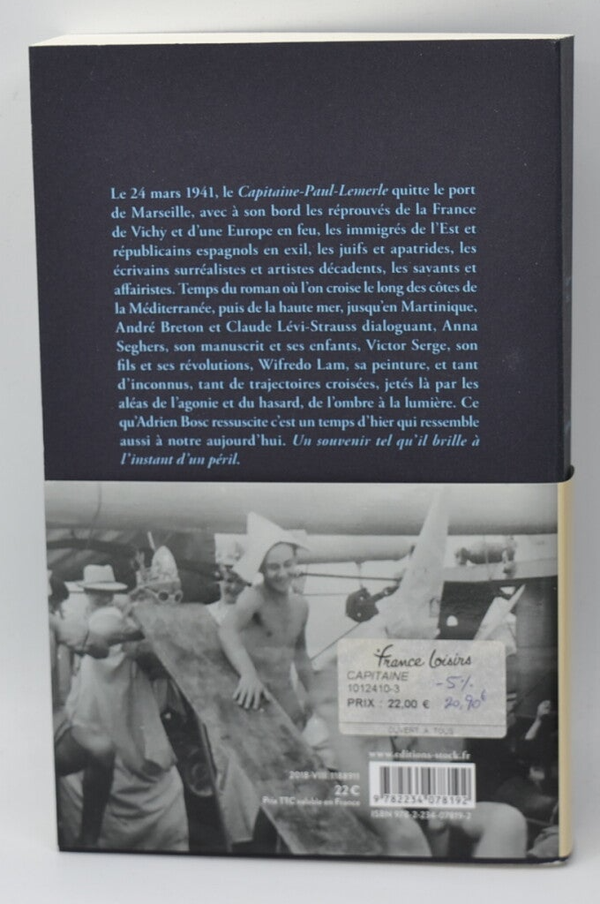 Le 24 mars 1941, le Capitaine-Paul-Lemerle quitte le port
de Marseille, avec à son bord les réprouvés de la France
de Vichy et d'une Europe en feu, les immigrés de l'Est et
républicains espagnols en exil, les juifs et apatrides, les
écrivains surréalistes et artistes décadents, les savants et
affairistes. Temps du roman où l'on croise le long des côtes de
la Méditerranée, puis de la haute mer, jusqu'en Martinique,
André Breton et Claude Lévi-Strauss dialoguant, Anna
Seghers, son manuscrit et ses enfants, Victor Serge, son
fils et ses révolutions, Wifredo Lam, sa peinture, et tant
d'inconnus, tant de trajectoires croisées, jetés là par les
aléas de l'agonie et du hasard, de l'ombre à la lumière. Ce
qu'Adrien Bosc ressuscite c'est un temps d'hier qui ressemble
aussi à notre aujourd'hui. Un souvenir tel qu'il brille à
l'instant d'un péril.
france loisirs
CAPITAINE
1012410-3
-5%
PRIX : 22,00 €
20,90€
OUVERT A TOUS
www.editions-stock.fr
2018-VIII 1188911
22 €
Prix TTC valable en France
9 782234 078192
ISBN 978-2-234-07819-2